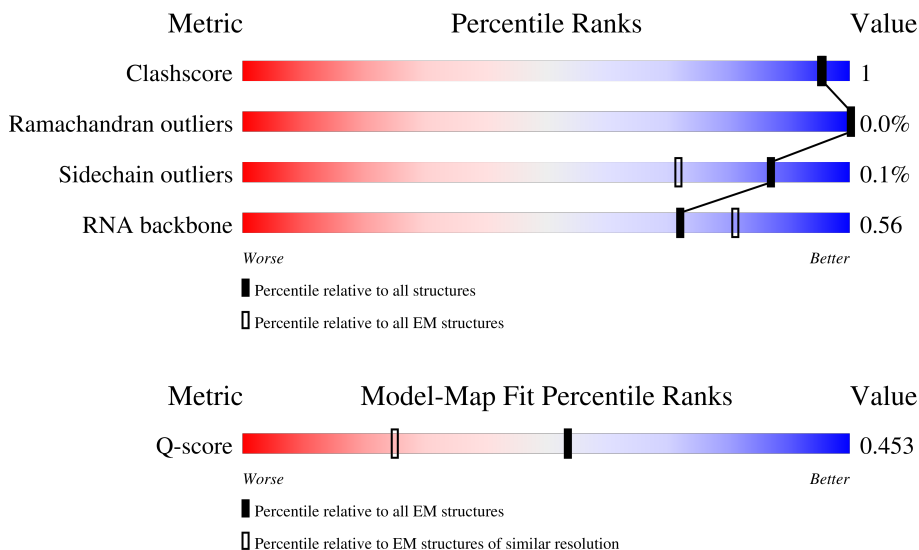 Metric Percentile Ranks Value
Clashscore 1
Ramachandran outliers 0.0%
Sidechain outliers 0.1%
RNA backbone 0.56
Worse Better
Percentile relative to all structures
Percentile relative to all EM structures
Metric Model-Map Fit Percentile Ranks Value
Q-score 0.453
Worse Better
Percentile relative to all EM structures
Percentile relative to EM structures of similar resolution